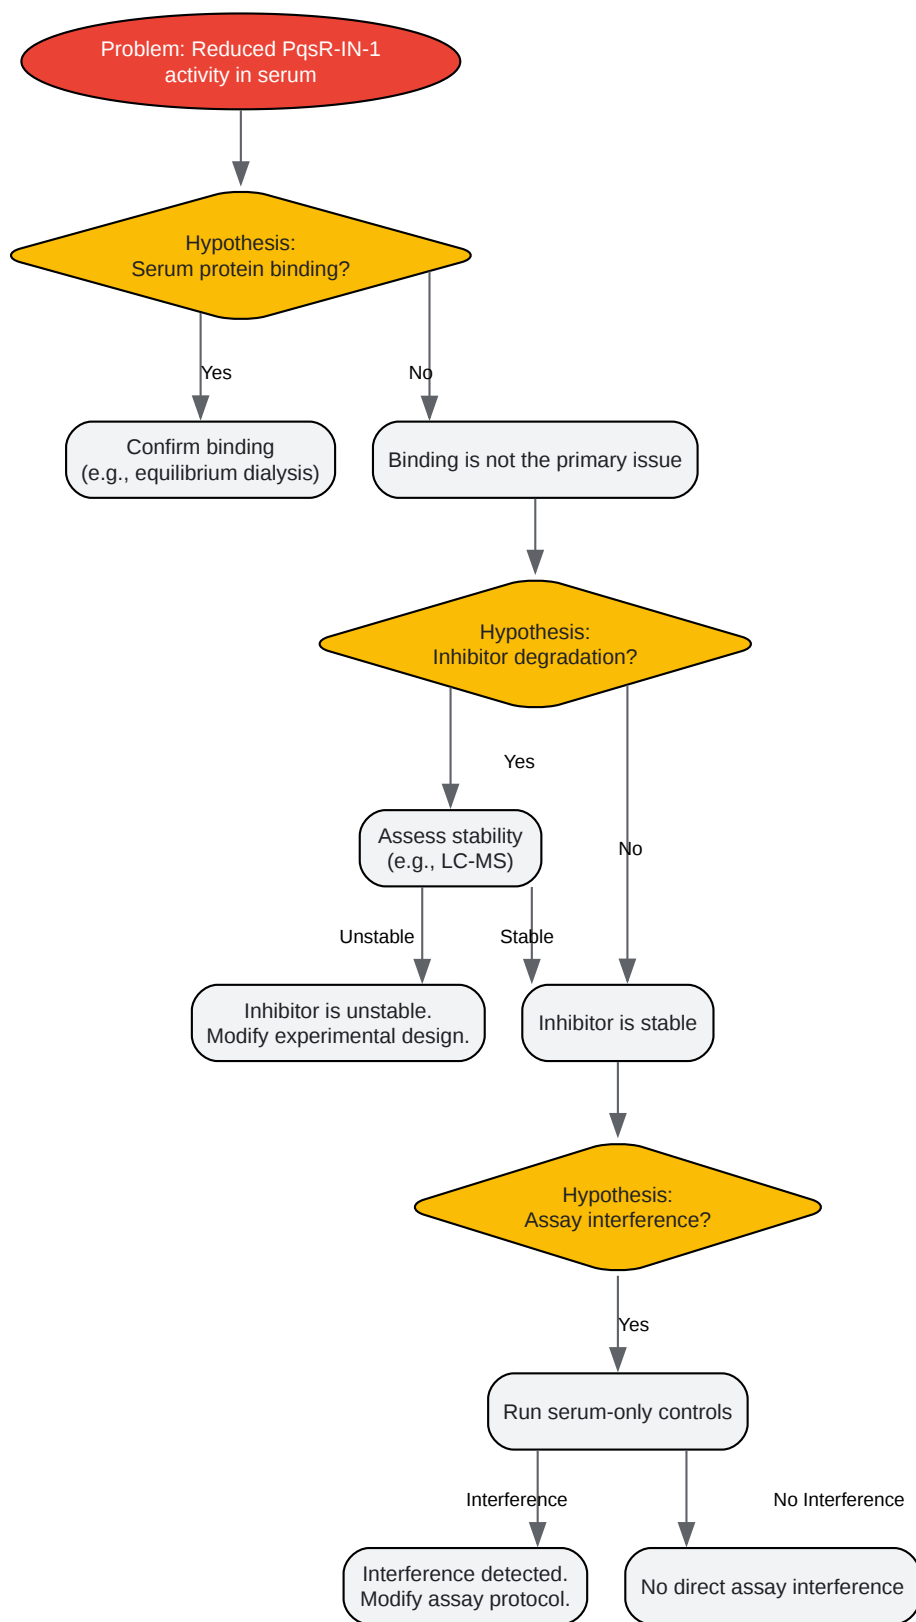 Problem: Reduced PqsR-IN-1
activity in serum
Hypothesis:
Serum protein binding?
Yes
No
Confirm binding
(e.g., equilibrium dialysis)
Binding is not the primary issue
Hypothesis:
Inhibitor degradation?
Yes
Assess stability
(e.g., LC-MS)
No
Unstable
Stable
Inhibitor is unstable.
Modify experimental design.
Inhibitor is stable
Hypothesis:
Assay interference?
Yes
Run serum-only controls
Interference
No Interference
Interference detected.
Modify assay protocol.
No direct assay interference